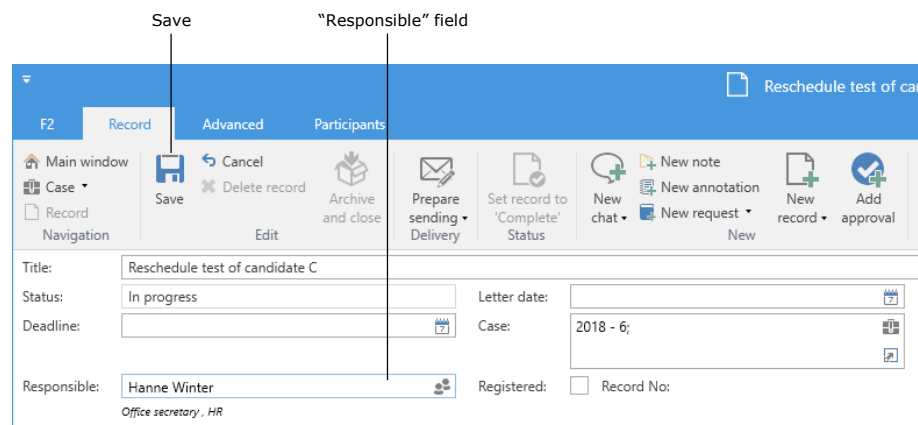 Save “Responsible” field
Reschedule test of can
F2 Record Advanced Participants
Main window
Case
Record
Navigation
Save
Cancel
Delete record
Edit
Archive
and close
Prepare
sending
Delivery
Set record to
'Complete'
Status
New
chat
New note
New annotation
New request
New
New
record
Add
approval
Title: Reschedule test of candidate C
Status: In progress Letter date: 7
Deadline: 7 Case: 2018 - 6;
Responsible: Hanne Winter Registered: Record No:
Office secretary , HR